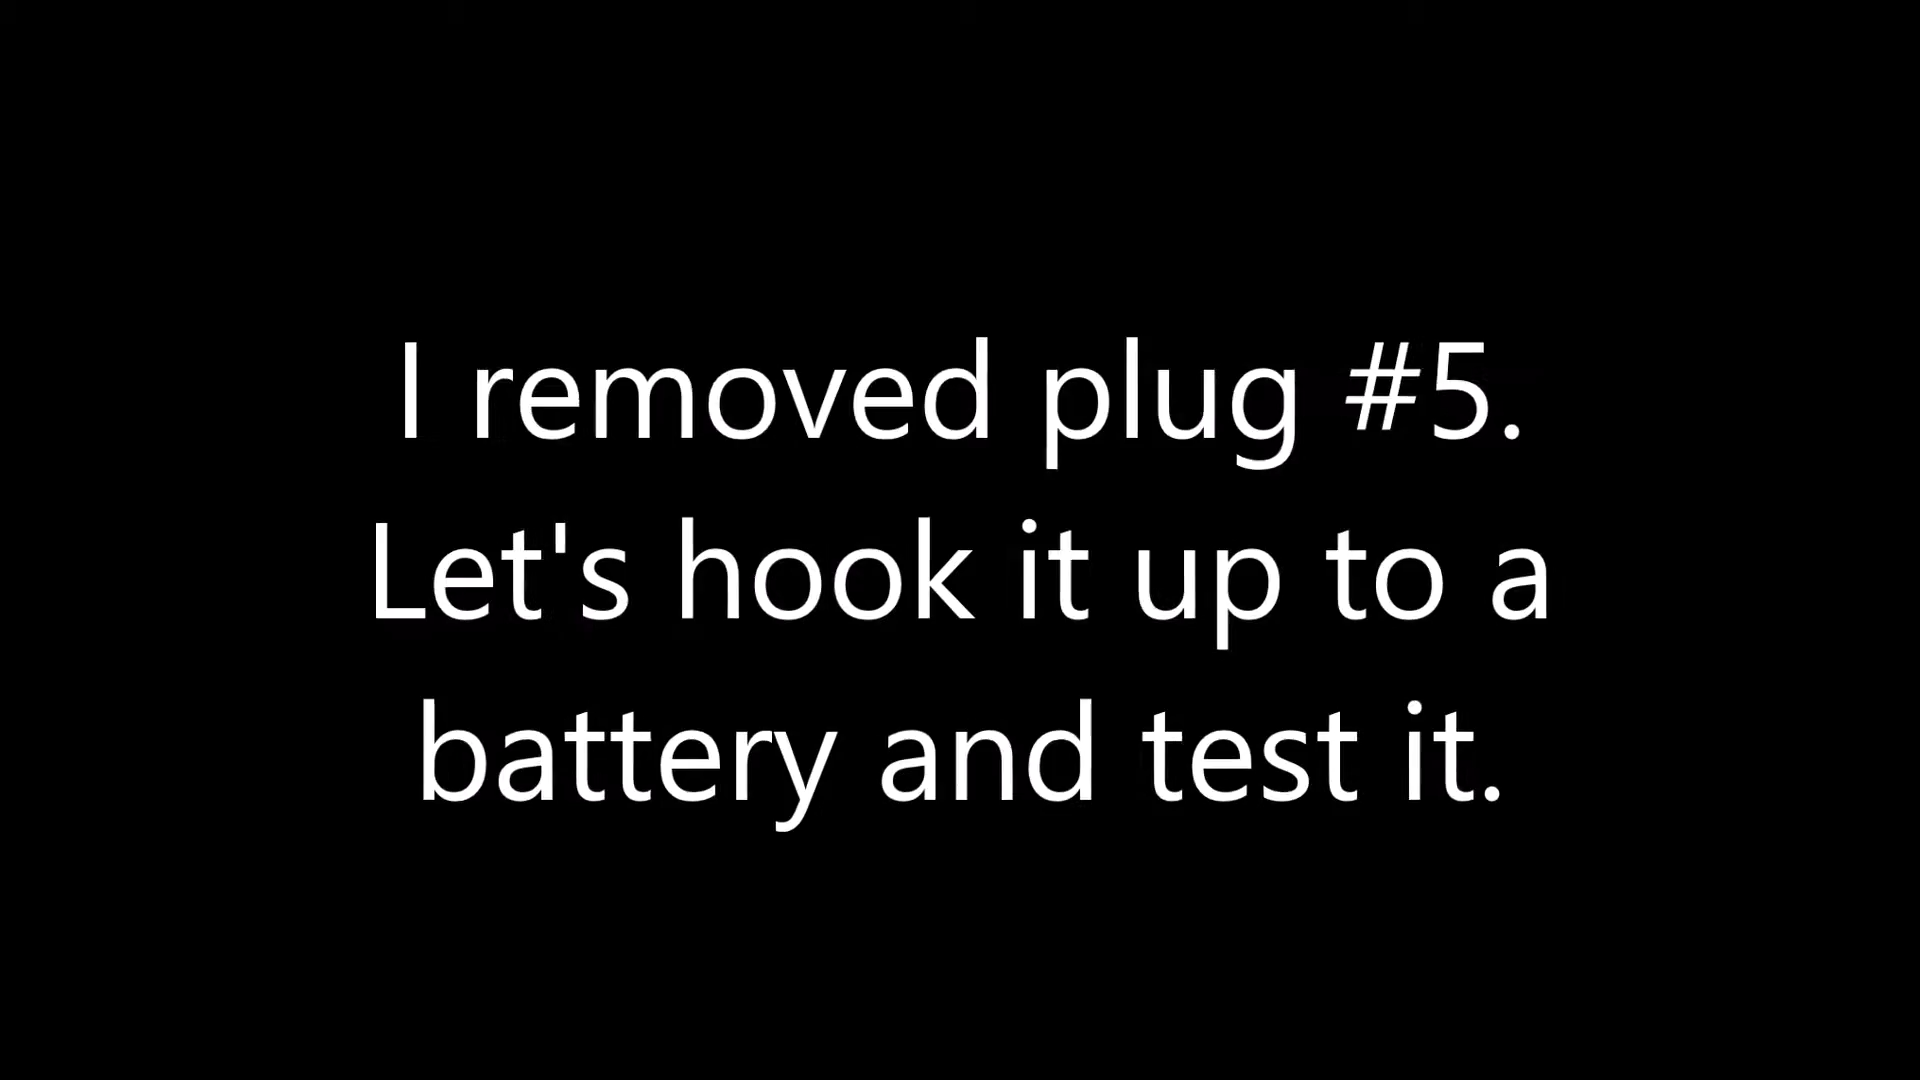 I removed plug #5.
Let's hook it up to a
battery and test it.